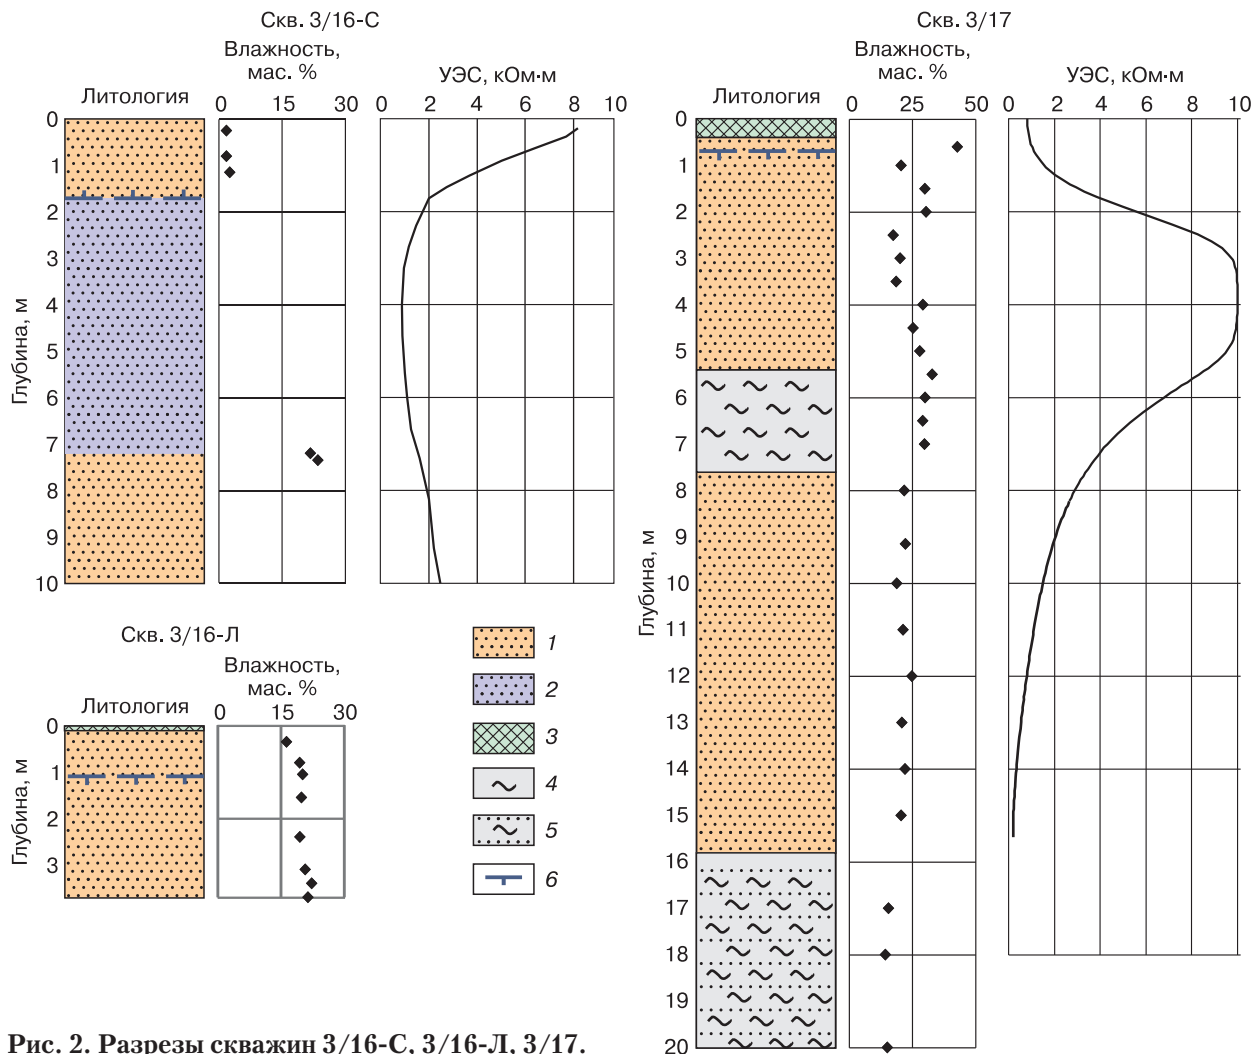 Скв. 3/16-С
Влажность,
мас. %
УЭС, кОм·м
Литология
0 15 30
0 2 4 6 8 10
Глубина, м
0
1
2
3
4
5
6
7
8
9
10
Скв. 3/16-Л
Влажность,
мас. %
Литология
0 15 30
Глубина, м
0
1
2
3
1
2
3
4
5
6
Скв. 3/17
Влажность,
мас. %
УЭС, кОм·м
Литология
0 25 50
0 2 4 6 8 10
Глубина, м
0
1
2
3
4
5
6
7
8
9
10
11
12
13
14
15
16
17
18
19
20
Рис. 2. Разрезы скважин 3/16-С, 3/16-Л, 3/17.